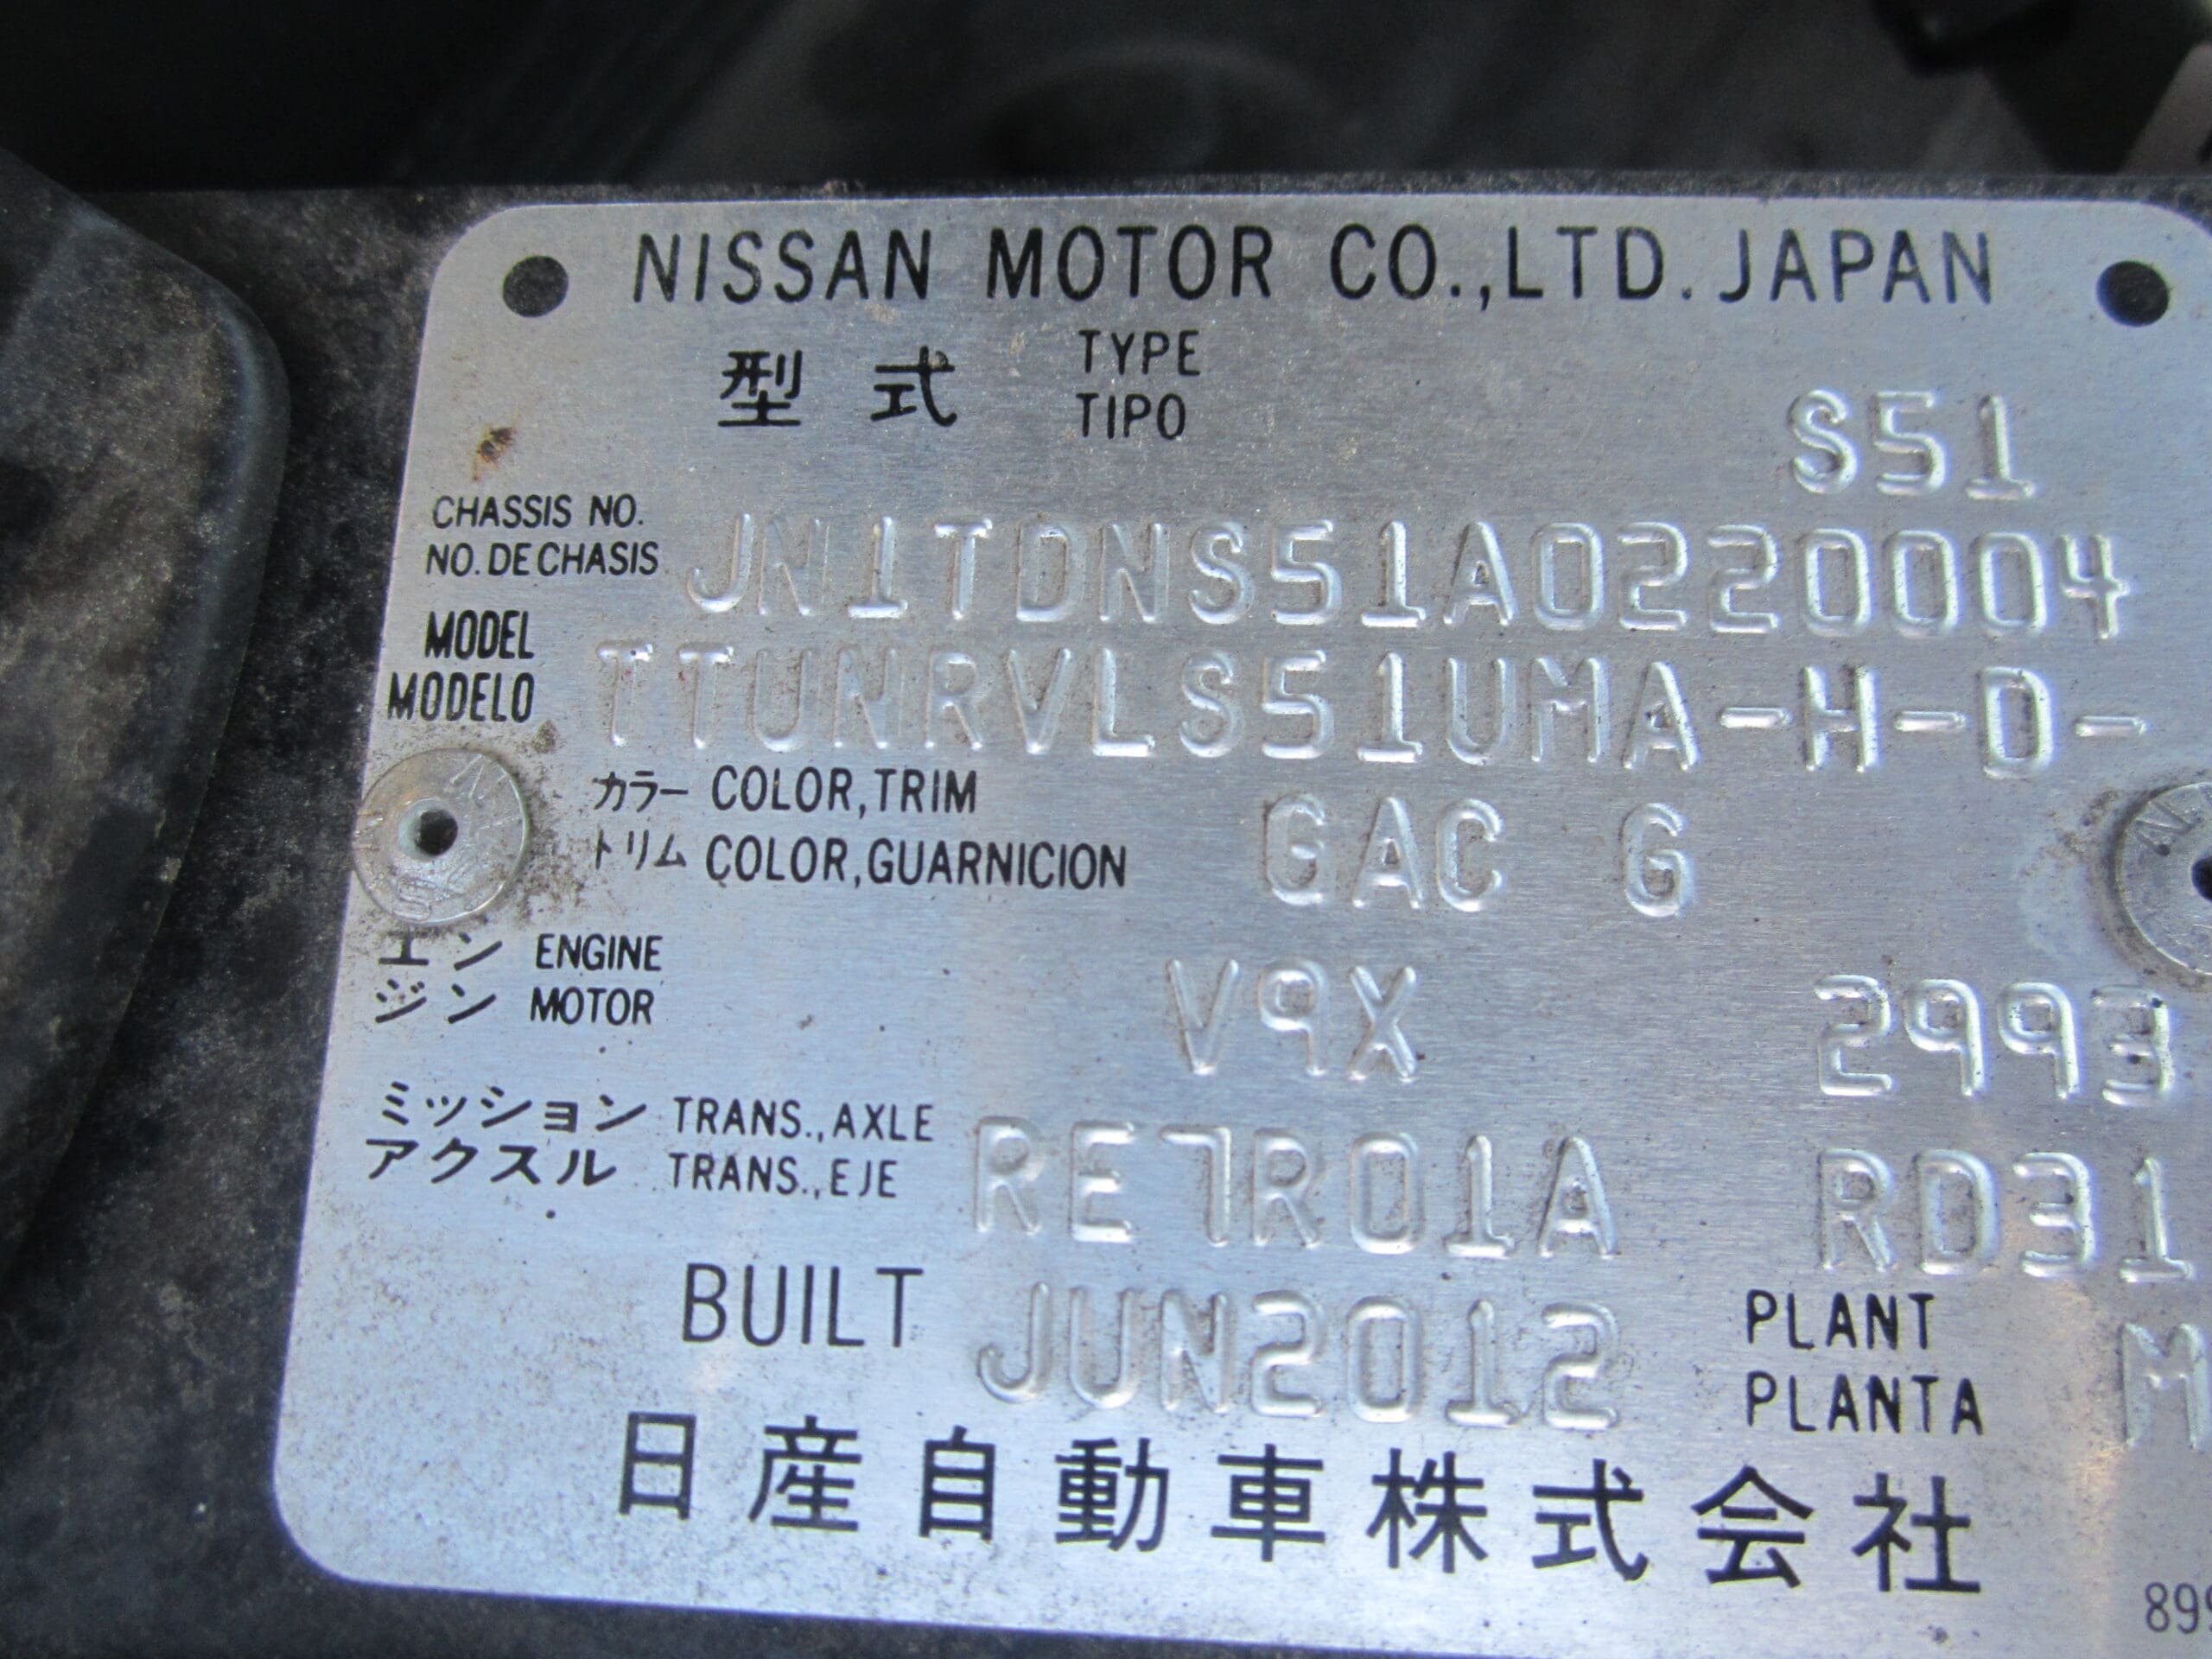 NISSAN MOTOR CO.,LTD. JAPAN
型式 TYPE
TIPO
S51
CHASSIS NO.
NO. DE CHASIS
JN1TDNS51A0220004
MODEL
MODELO
TTUNRVLS51UMA-H-D-
カラー COLOR,TRIM
トリム COLOR,GUARNICION
GAC G
エン ENGINE
ジン MOTOR
V9X 2993
ミッション TRANS.,AXLE
アクスル TRANS.,EJE
RE7R01A RD31
BUILT JUN2012
PLANT
PLANTA
M
日産自動車株式会社
899